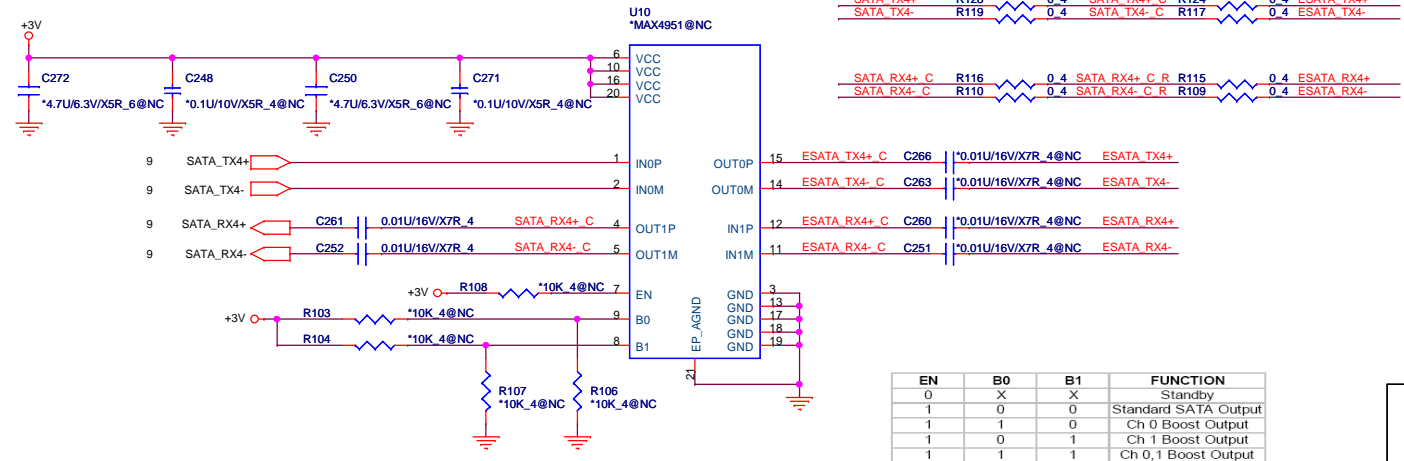 U10
*MAX4951@NC
+3V
SATA_TX4+ R120 0_4 SATA_TX4+_C R124 0_4 ESATA_TX4+
SATA_TX4- R119 0_4 SATA_TX4-_C R117 0_4 ESATA_TX4-
C272 C248 C250 C271
*4.7U/6.3V/X5R_6@NC *0.1U/10V/X5R_4@NC *4.7U/6.3V/X5R_6@NC *0.1U/10V/X5R_4@NC
6 VCC
10 VCC
16 VCC
20 VCC
SATA_RX4+_C R116 0_4 SATA_RX4+_C_R R115 0_4 ESATA_RX4+
SATA_RX4-_C R110 0_4 SATA_RX4-_C_R R109 0_4 ESATA_RX4-
9 SATA_TX4+ 1 IN0P OUT0P 15 ESATA_TX4+_C C266 *0.01U/16V/X7R_4@NC ESATA_TX4+
9 SATA_TX4- 2 IN0M OUT0M 14 ESATA_TX4-_C C263 *0.01U/16V/X7R_4@NC ESATA_TX4-
9 SATA_RX4+ C261 0.01U/16V/X7R_4 SATA_RX4+_C 4 OUT1P IN1P 12 ESATA_RX4+_C C260 *0.01U/16V/X7R_4@NC ESATA_RX4+
9 SATA_RX4- C252 0.01U/16V/X7R_4 SATA_RX4-_C 5 OUT1M IN1M 11 ESATA_RX4-_C C251 *0.01U/16V/X7R_4@NC ESATA_RX4-
+3V R108 *10K_4@NC 7 EN GND 3
GND 13
+3V R103 *10K_4@NC 9 B0 GND 17
GND 18
R104 *10K_4@NC 8 B1 GND 19
EP_AGND
21
R107
*10K_4@NC
R106
*10K_4@NC
EN B0 B1 FUNCTION
0 X X Standby
1 0 0 Standard SATA Output
1 1 0 Ch 0 Boost Output
1 0 1 Ch 1 Boost Output
1 1 1 Ch 0,1 Boost Output